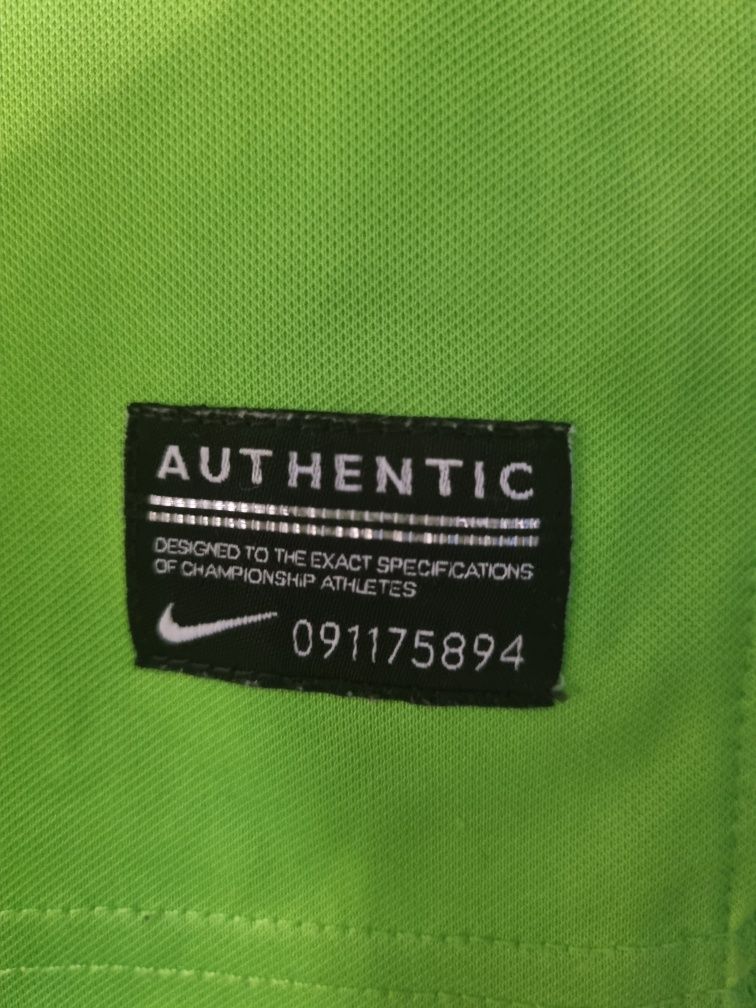 AUTHENTIC
DESIGNED TO THE EXACT SPECIFICATIONS
OF CHAMPIONSHIP ATHLETES
091175894